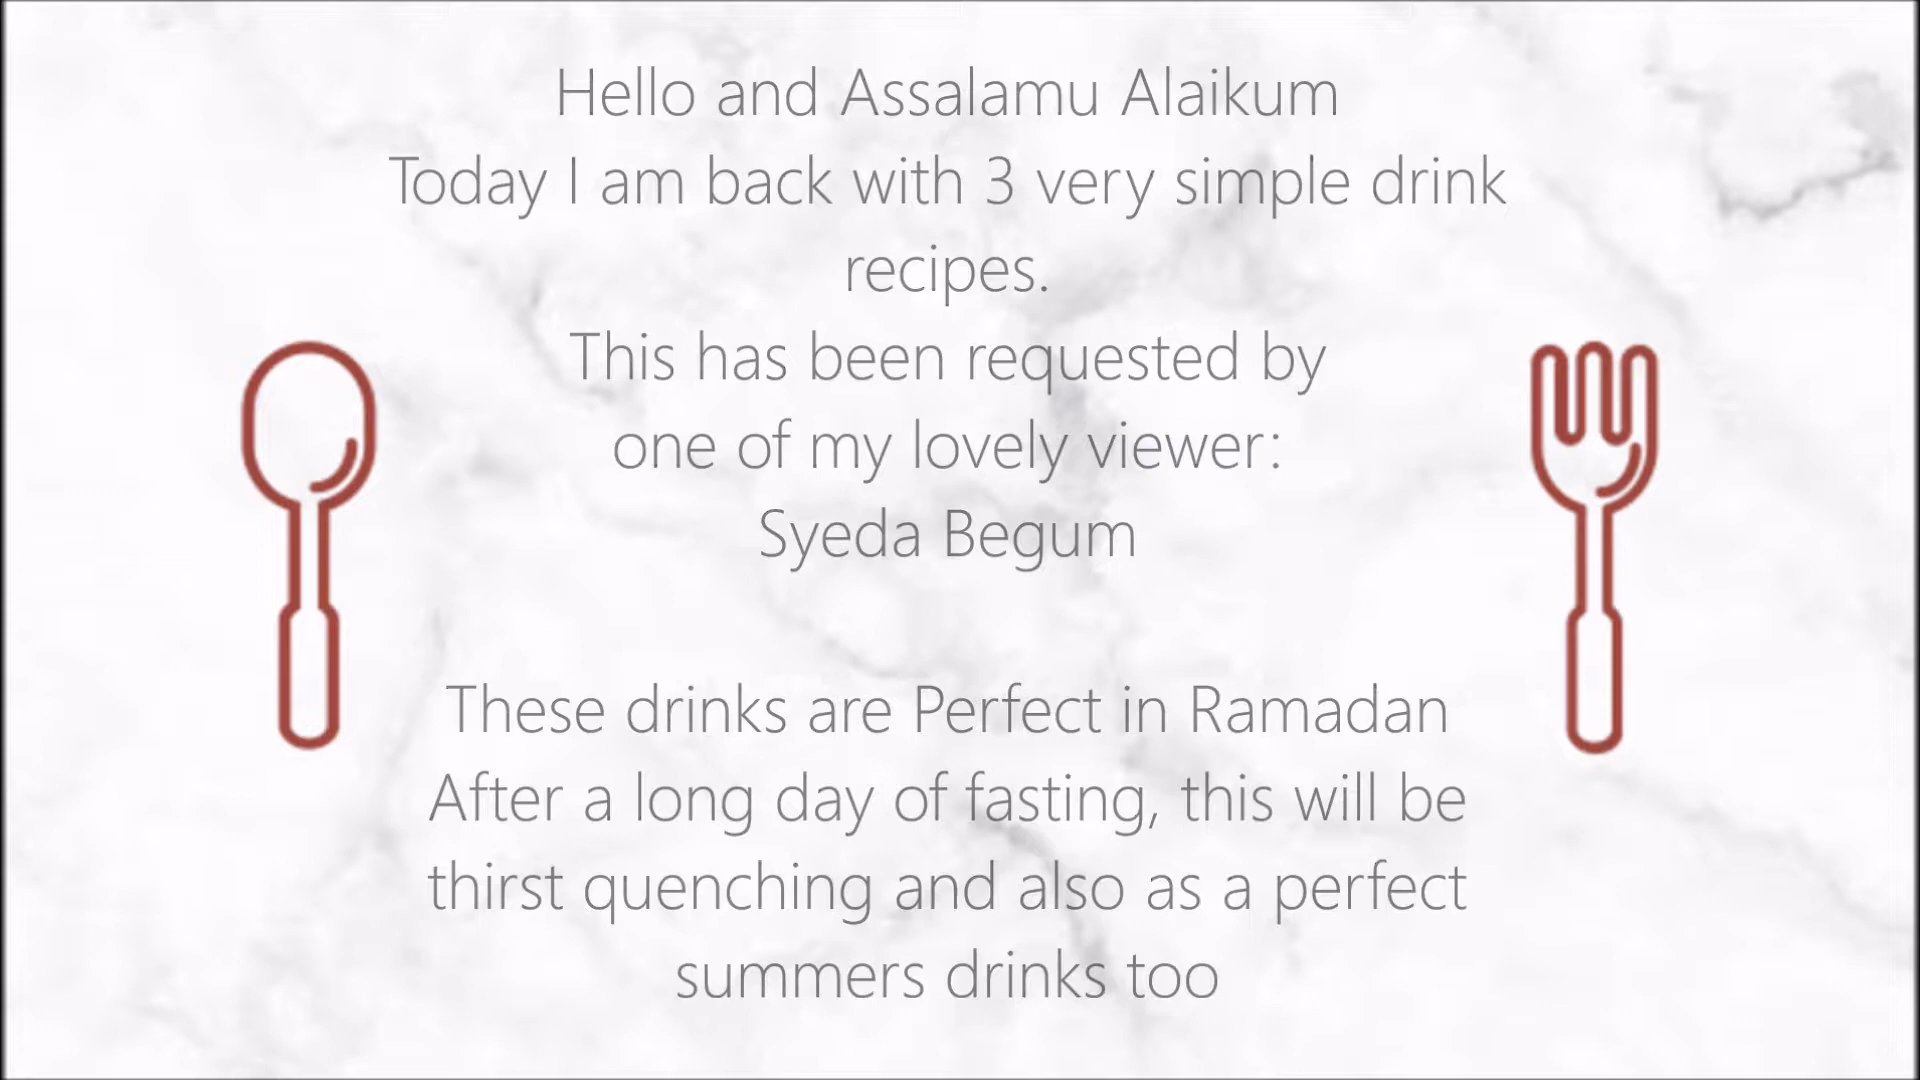 Hello and Assalamu Alaikum
Today I am back with 3 very simple drink
recipes.
This has been requested by
one of my lovely viewer:
Syeda Begum
These drinks are Perfect in Ramadan
After a long day of fasting, this will be
thirst quenching and also as a perfect
summers drinks too